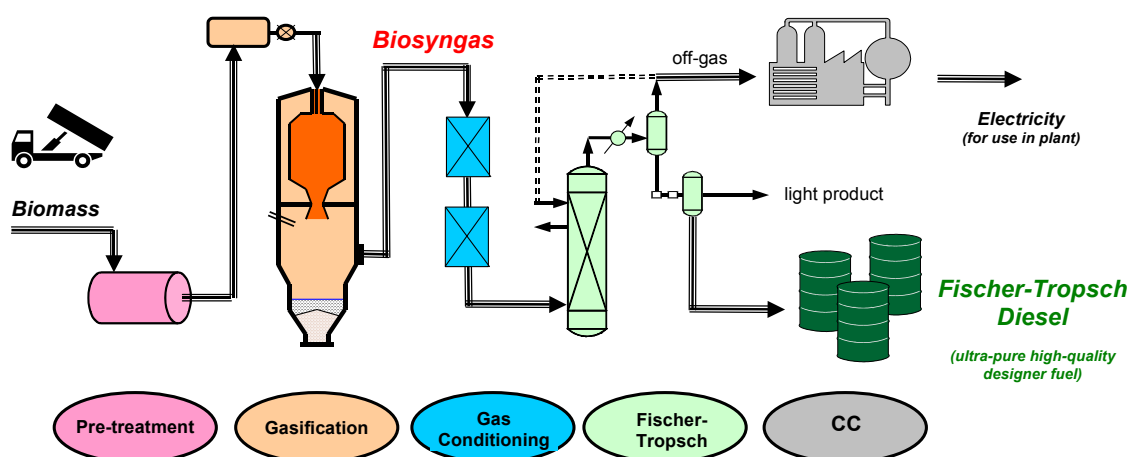 Biosyngas
off-gas
Electricity
(for use in plant)
Biomass
light product
Fischer-Tropsch
Diesel
(ultra-pure high-quality
designer fuel)
Pre-treatment
Gasification
Gas
Conditioning
Fischer-
Tropsch
CC